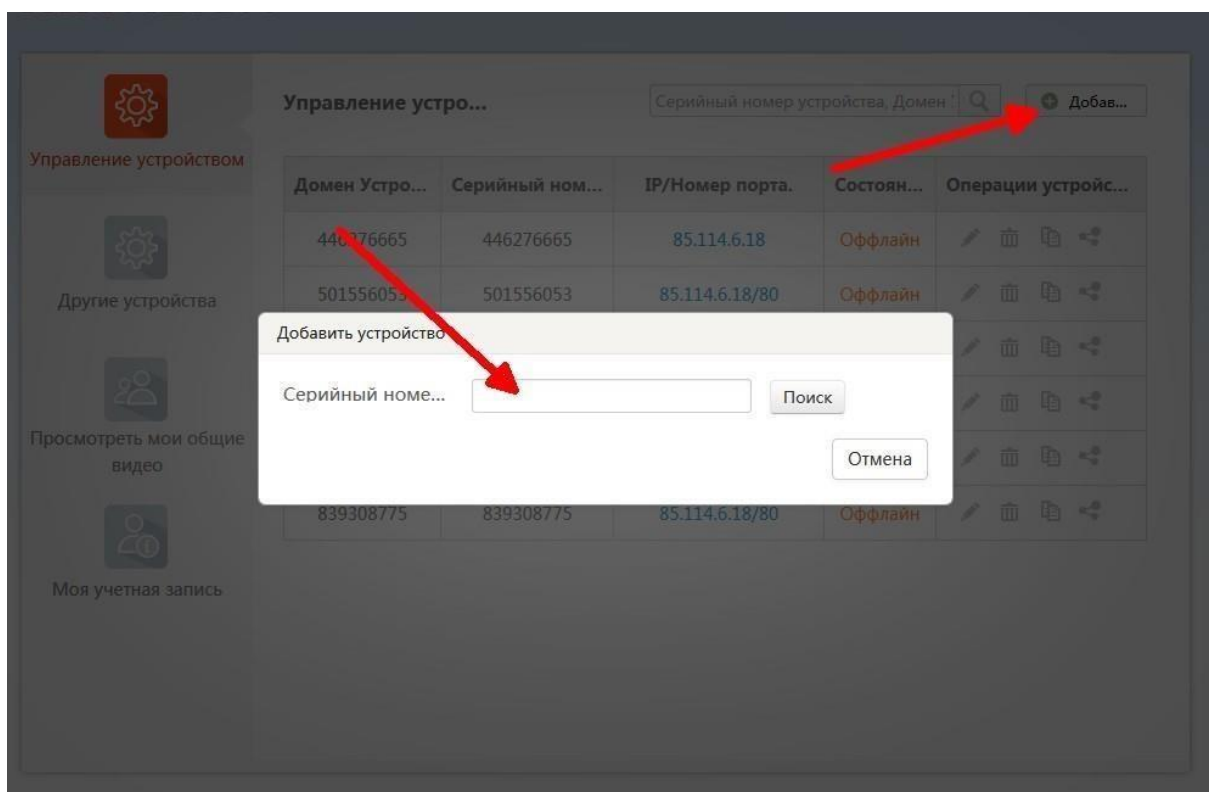 Управление устройством
Другие устройства
Просмотреть мои общие
видео
Моя учетная запись
Управление устро...
Серийный номер устройства, Домен
Добав...
Домен Устро... Серийный ном... IP/Номер порта. Состоян... Операции устройс...
446276665 446276665 85.114.6.18 Оффлайн
501556053 501556053 85.114.6.18/80 Оффлайн
Добавить устройство
Серийный номе... Поиск
Отмена
839308775 839308775 85.114.6.18/80 Оффлайн